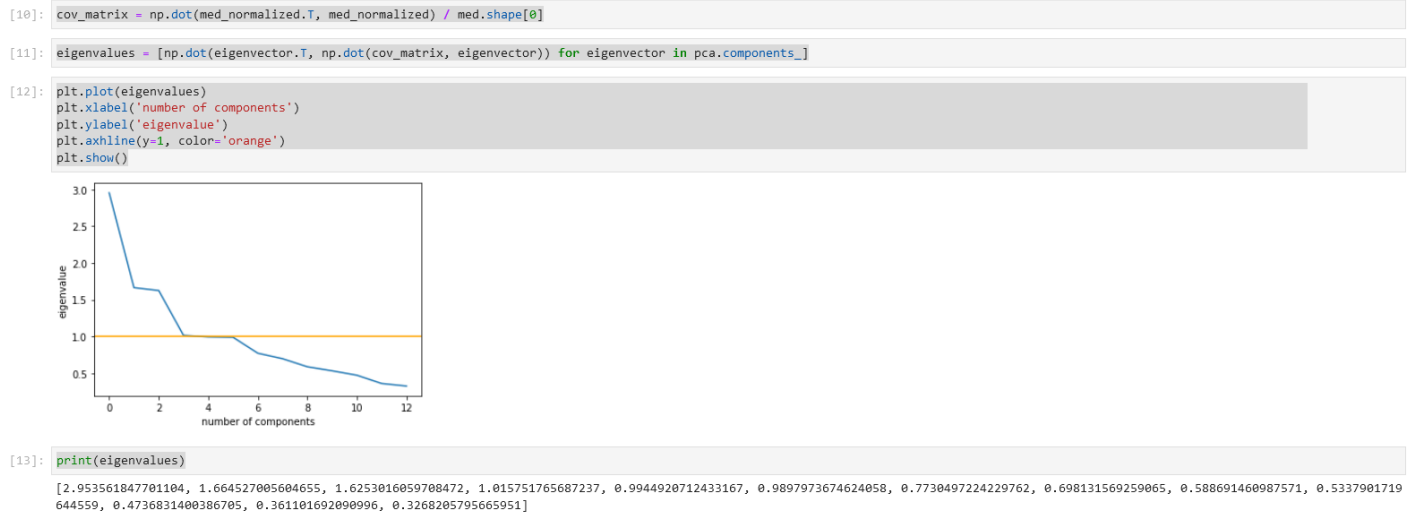 [10]: cov_matrix = np.dot(med_normalized.T, med_normalized) / med.shape[0]
[11]: eigenvalues = [np.dot(eigenvector.T, np.dot(cov_matrix, eigenvector)) for eigenvector in pca.components_]
[12]: plt.plot(eigenvalues)
plt.xlabel('number of components')
plt.ylabel('eigenvalue')
plt.axhline(y=1, color='orange')
plt.show()
3.0
2.5
2.0
1.5
1.0
0.5
eigenvalue
0 2 4 6 8 10 12
number of components
[13]: print(eigenvalues)
[2.953561847701104, 1.664527005604655, 1.6253016059708472, 1.015751765687237, 0.9944920712433167, 0.9897973674624058, 0.7730497224229762, 0.698131569259065, 0.588691460987571, 0.5337901719
644559, 0.4736831400386705, 0.361101692090996, 0.3268205795665951]